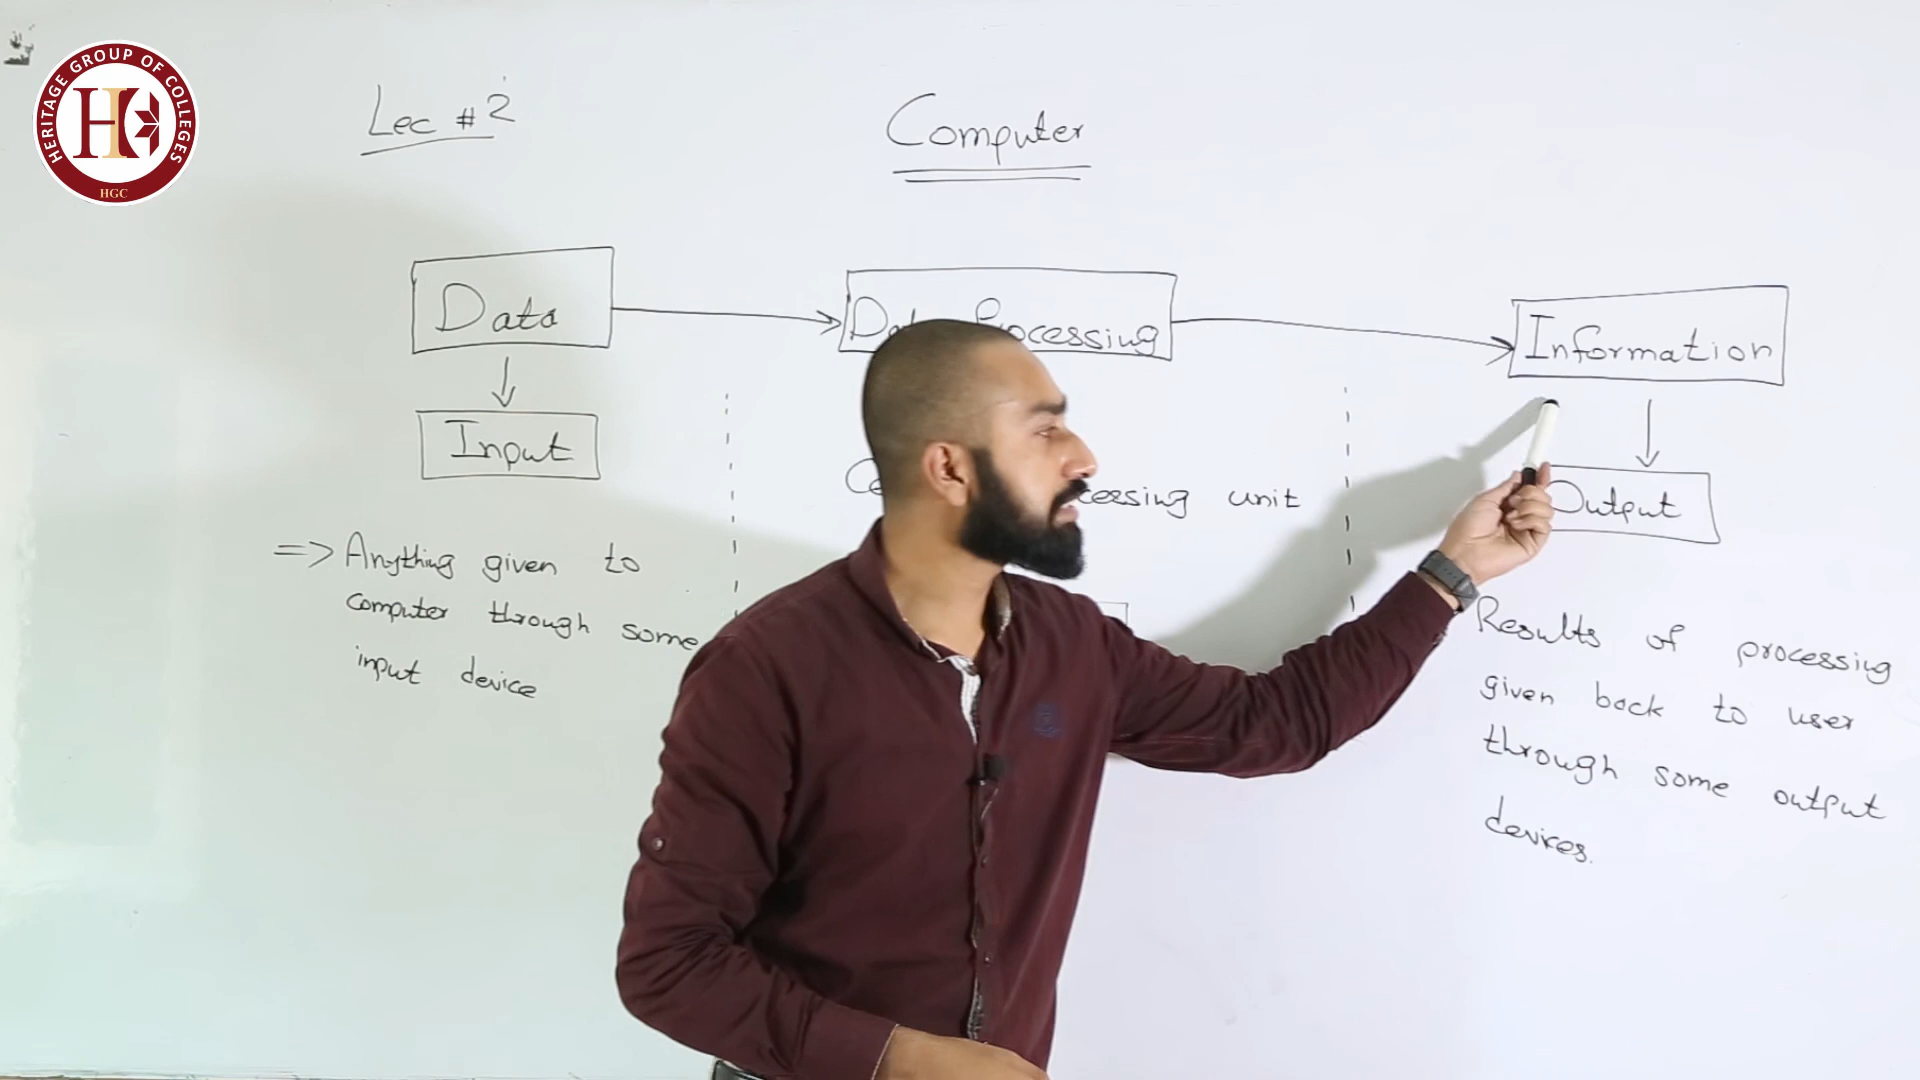 HERITAGE GROUP OF COLLEGES
HGC
Lec # 2
Computer
Data
Processing
Information
Input
unit
Output
=> Anything given to
computer through some
input device
Results of processing
given back to user
through some output
devices.